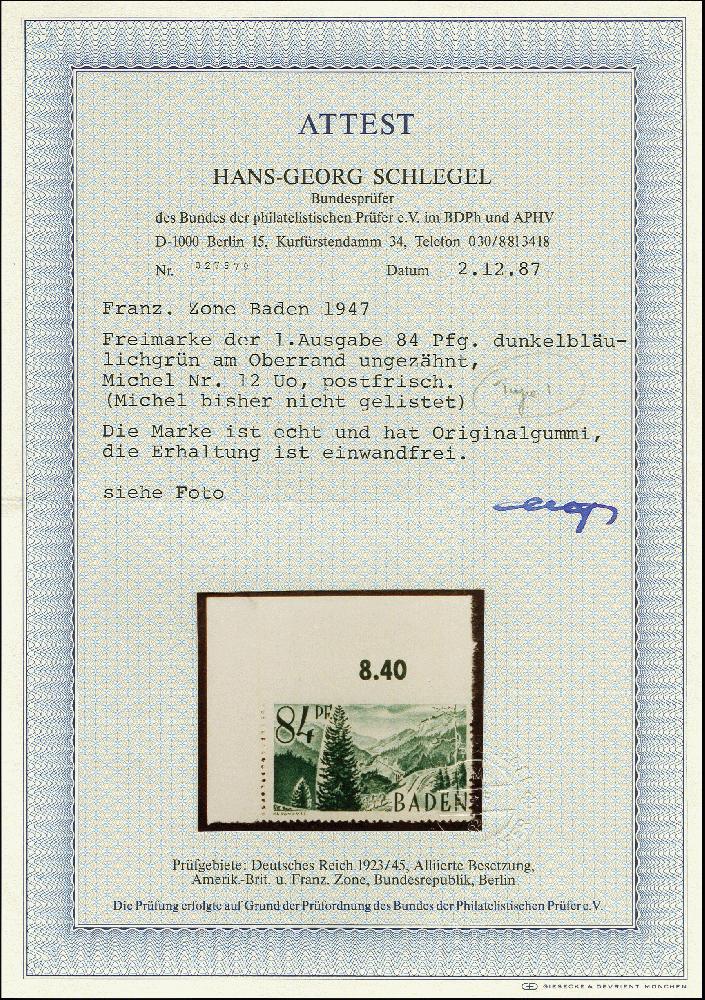 ATTEST
HANS-GEORG SCHLEGEL
Bundesprüfer
des Bundes der philatelistischen Prüfer e.V. im BDPh und APHV
D-1000 Berlin 15, Kurfürstendamm 34, Telefon 030/8813418
Nr. Datum 2.12.87
Franz. Zone Baden 1947
Freimarke der 1.Ausgabe 84 Pfg. dunkelbläu-
lichgrün am Oberrand ungezähnt,
Michel Nr. 12 Uo, postfrisch.
(Michel bisher nicht gelistet)
Type I
Die Marke ist echt und hat Originalgummi,
die Erhaltung ist einwandfrei.
siehe Foto
8.40
84 PF
BADEN
Prüfgebiete: Deutsches Reich 1923/45, Alliierte Besetzung,
Amerik.-Brit. u. Franz. Zone, Bundesrepublik, Berlin
Die Prüfung erfolgte auf Grund der Prüfordnung des Bundes der Philatelistischen Prüfer e.V.
GIESECKE & DEVRIENT MÜNCHEN